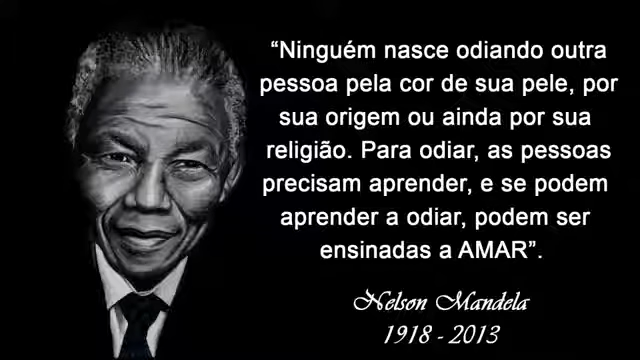 “Ninguém nasce odiando outra
pessoa pela cor de sua pele, por
sua origem ou ainda por sua
religião. Para odiar, as pessoas
precisam aprender, e se podem
aprender a odiar, podem ser
ensinadas a AMAR”.
Nelson Mandela
1918 - 2013